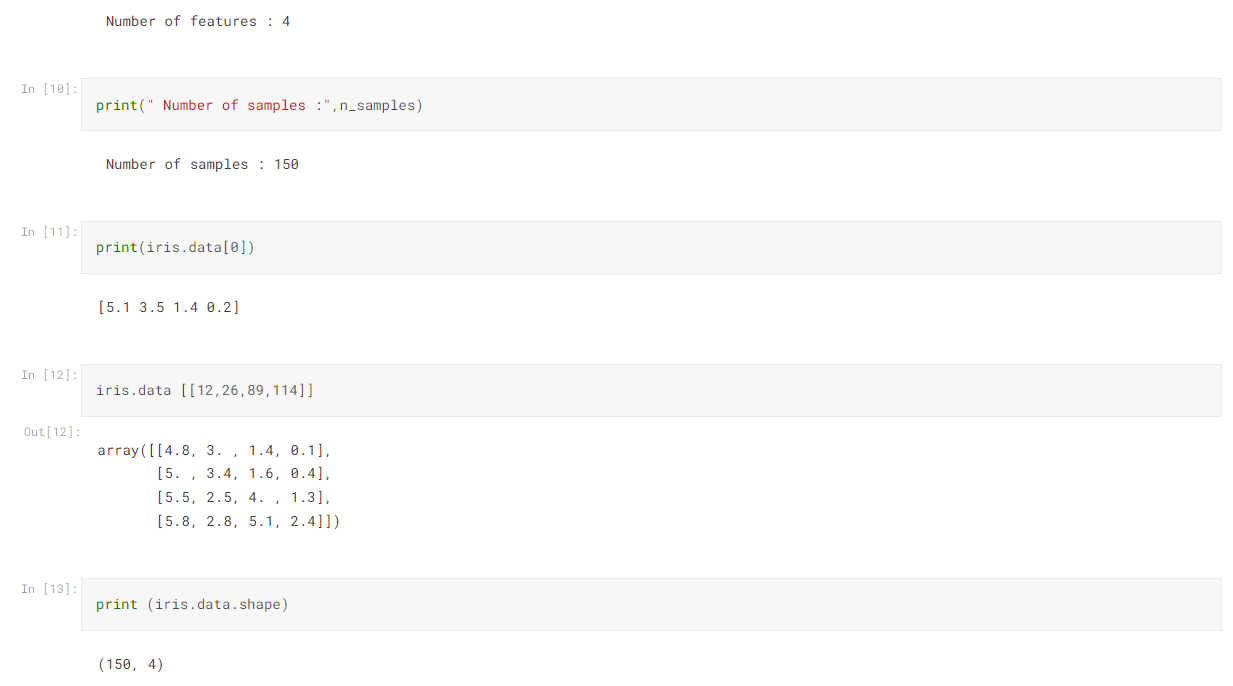 Number of features : 4
In [10]:
print(" Number of samples :",n_samples)
Number of samples : 150
In [11]:
print(iris.data[0])
[5.1 3.5 1.4 0.2]
In [12]:
iris.data [[12,26,89,114]]
Out[12]:
array([[4.8, 3. , 1.4, 0.1],
       [5. , 3.4, 1.6, 0.4],
       [5.5, 2.5, 4. , 1.3],
       [5.8, 2.8, 5.1, 2.4]])
In [13]:
print (iris.data.shape)
(150, 4)